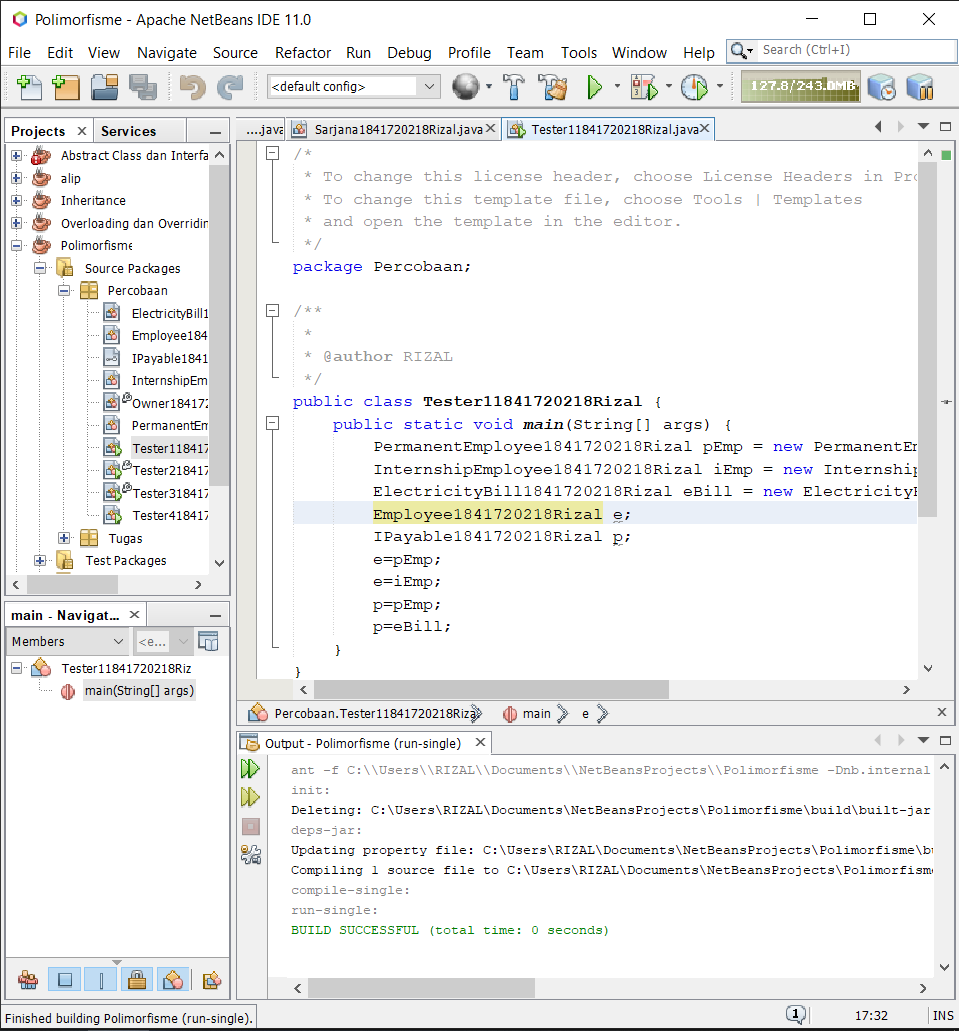 Polimorfisme - Apache NetBeans IDE 11.0
File Edit View Navigate Source Refactor Run Debug Profile Team Tools Window Help Search (Ctrl+I)
<default config> 127.8/243.0MB
Projects Services
Abstract Class dan Interfa
alip
Inheritance
Overloading dan Overridin
Polimorfisme
Source Packages
Percobaan
ElectricityBill1
Employee184
IPayable1841
InternshipEm
Owner184172
PermanentEm
Tester118417
Tester218417
Tester318417
Tester418417
Tugas
Test Packages
main - Navigat...
Members <e...
Tester11841720218Riz
main(String[] args)
....java Sarjana1841720218Rizal.java Tester11841720218Rizal.java
/*
* To change this license header, choose License Headers in Pro
* To change this template file, choose Tools | Templates
* and open the template in the editor.
*/
package Percobaan;
/**
*
* @author RIZAL
*/
public class Tester11841720218Rizal {
public static void main(String[] args) {
PermanentEmployee1841720218Rizal pEmp = new PermanentEm
InternshipEmployee1841720218Rizal iEmp = new Internship
ElectricityBill1841720218Rizal eBill = new ElectricityB
Employee1841720218Rizal e;
IPayable1841720218Rizal p;
e=pEmp;
e=iEmp;
p=pEmp;
p=eBill;
}
}
Percobaan.Tester11841720218Rizal main e
Output - Polimorfisme (run-single)
ant -f C:\\Users\\RIZAL\\Documents\\NetBeansProjects\\Polimorfisme -Dnb.internal
init:
Deleting: C:\Users\RIZAL\Documents\NetBeansProjects\Polimorfisme\build\built-jar
deps-jar:
Updating property file: C:\Users\RIZAL\Documents\NetBeansProjects\Polimorfisme\bu
Compiling 1 source file to C:\Users\RIZAL\Documents\NetBeansProjects\Polimorfisme
compile-single:
run-single:
BUILD SUCCESSFUL (total time: 0 seconds)
Finished building Polimorfisme (run-single). 1 17:32 INS